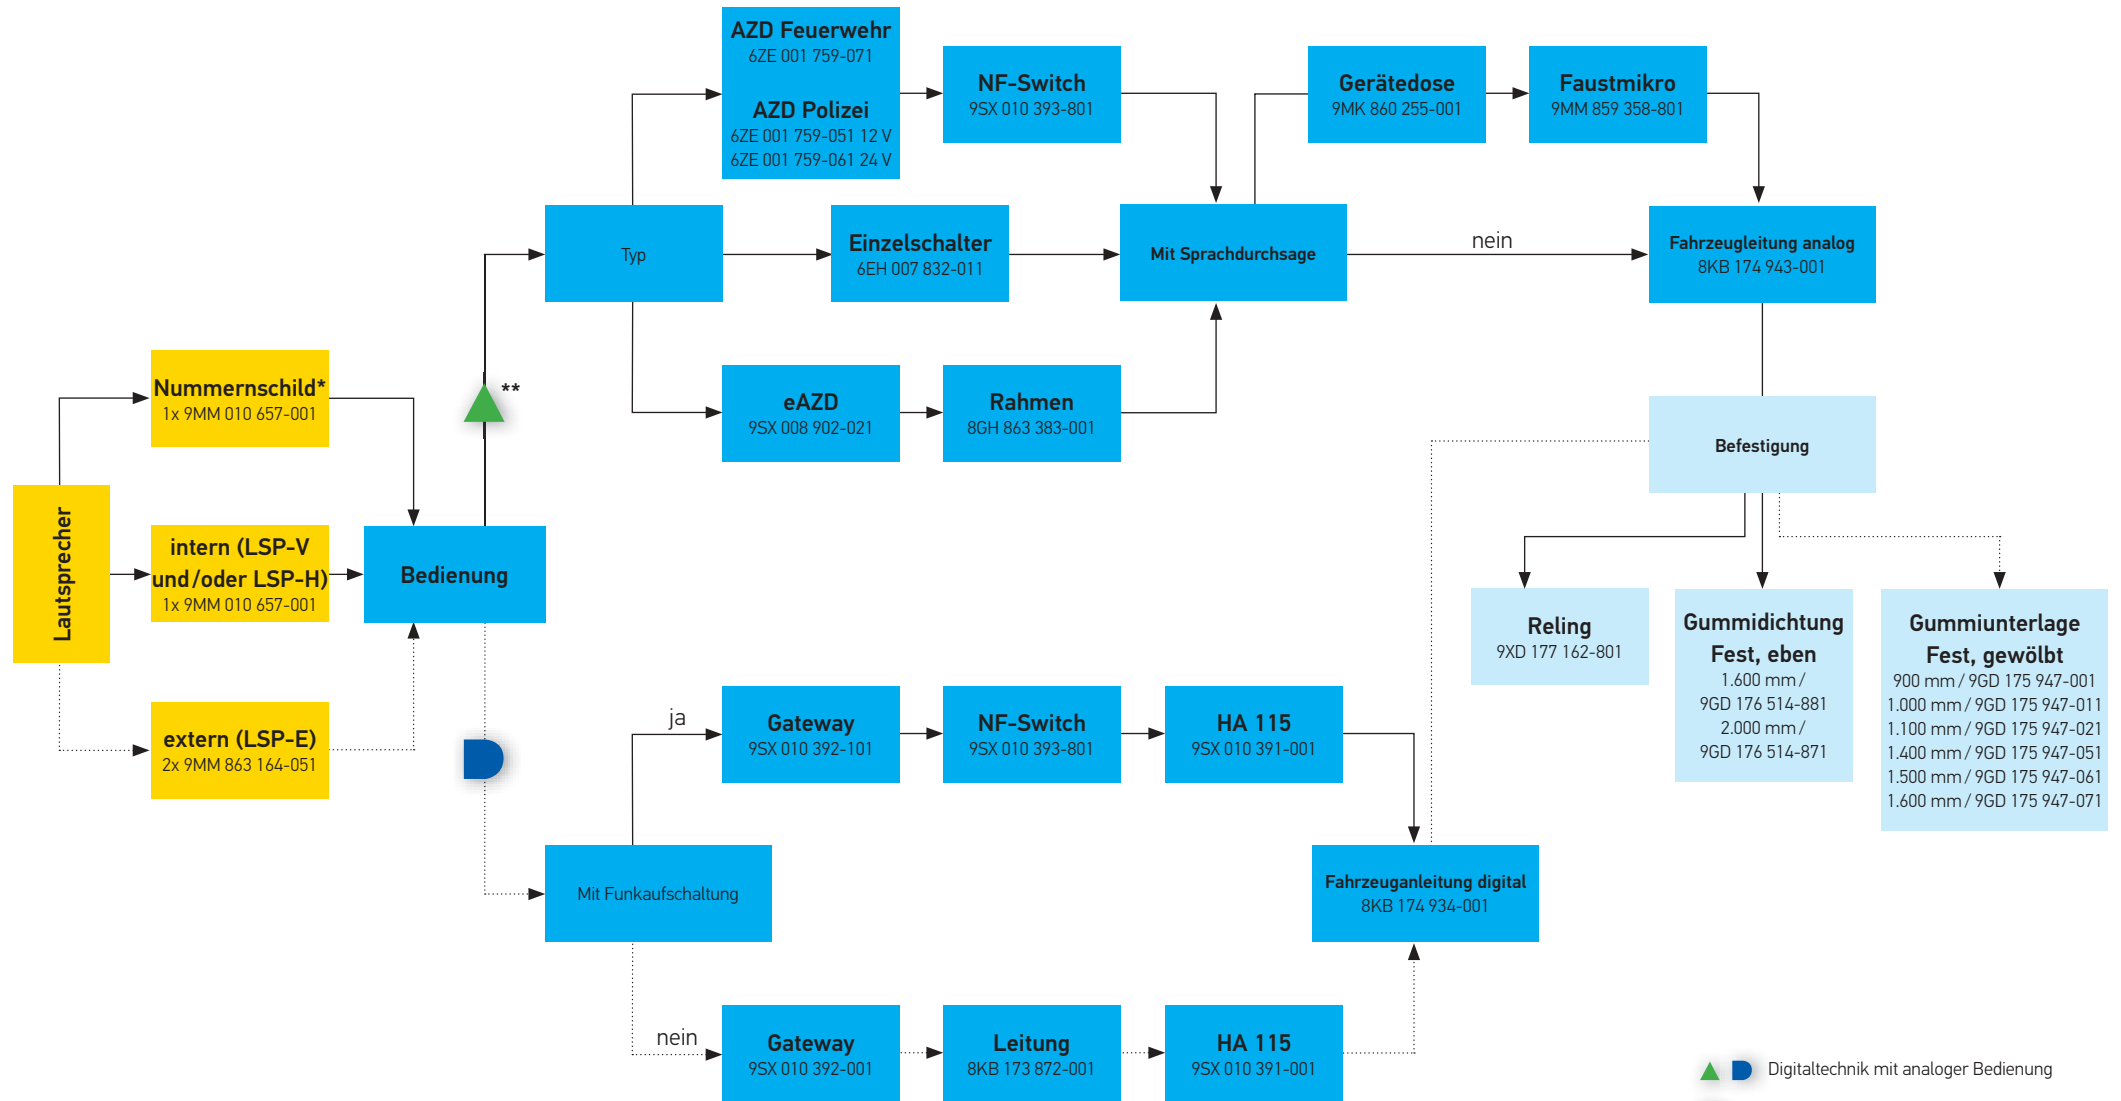 AZD Feuerwehr
6ZE 001 759-071
AZD Polizei
6ZE 001 759-051 12 V
6ZE 001 759-061 24 V
NF-Switch
9SX 010 393-801
Gerätedose
9MK 860 255-001
Faustmikro
9MM 859 358-801
Typ
Einzelschalter
6EH 007 832-011
Mit Sprachdurchsage
nein
Fahrzeugleitung analog
8KB 174 943-001
eAZD
9SX 008 902-021
Rahmen
8GH 863 383-001
**
Befestigung
Lautsprecher
Nummernschild*
1x 9MM 010 657-001
intern (LSP-V
und/oder LSP-H)
1x 9MM 010 657-001
extern (LSP-E)
2x 9MM 863 164-051
Bedienung
Reling
9XD 177 162-801
Gummidichtung
Fest, eben
1.600 mm /
9GD 176 514-881
2.000 mm /
9GD 176 514-871
Gummiunterlage
Fest, gewölbt
900 mm / 9GD 175 947-001
1.000 mm / 9GD 175 947-011
1.100 mm / 9GD 175 947-021
1.400 mm / 9GD 175 947-051
1.500 mm / 9GD 175 947-061
1.600 mm / 9GD 175 947-071
ja
Gateway
9SX 010 392-101
NF-Switch
9SX 010 393-801
HA 115
9SX 010 391-001
Mit Funkaufschaltung
Fahrzeuganleitung digital
8KB 174 934-001
nein
Gateway
9SX 010 392-001
Leitung
8KB 173 872-001
HA 115
9SX 010 391-001
Digitaltechnik mit analoger Bedienung